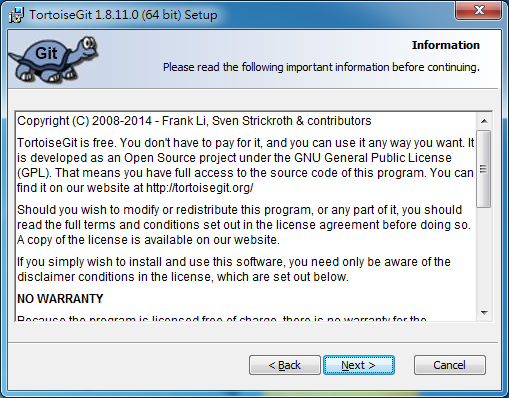 TortoiseGit 1.8.11.0 (64 bit) Setup
Git
Information
Please read the following important information before continuing.
Copyright (C) 2008-2014 - Frank Li, Sven Strickroth & contributors
TortoiseGit is free. You don't have to pay for it, and you can use it any way you want. It
is developed as an Open Source project under the GNU General Public License
(GPL). That means you have full access to the source code of this program. You can
find it on our website at http://tortoisegit.org/
Should you wish to modify or redistribute this program, or any part of it, you should
read the full terms and conditions set out in the license agreement before doing so.
A copy of the license is available on our website.
If you simply wish to install and use this software, you need only be aware of the
disclaimer conditions in the license, which are set out below.
NO WARRANTY
Because the program is licensed free of charge, there is no warranty for the
< Back
Next >
Cancel